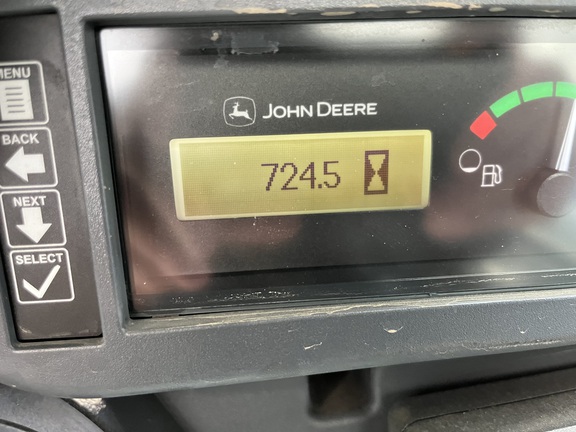 MENU
BACK
NEXT
SELECT
JOHN DEERE
724.5